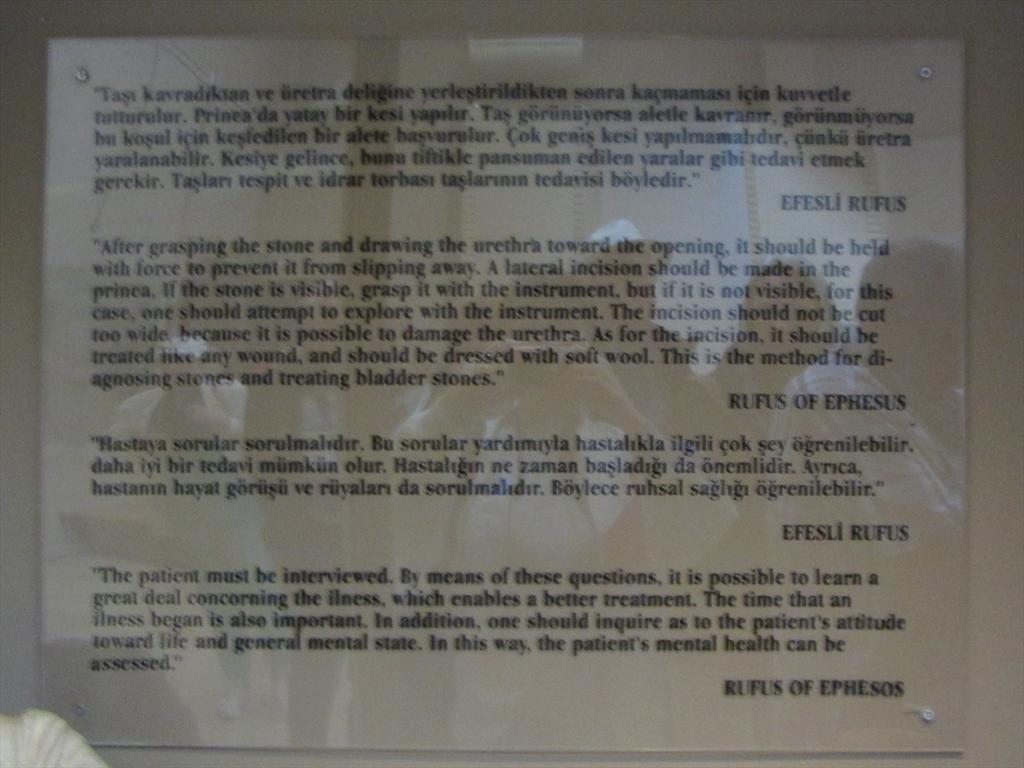 "Taşı kavradıktan ve üretra deliğine yerleştirildikten sonra kaçmaması için kuvvetle
tutturulur. Prinea'da yatay bir kesi yapılır. Taş görünüyorsa aletle kavranır, görünmüyorsa
bu koşul için keşfedilen bir alete başvurulur. Çok geniş kesi yapılmamalıdır, çünkü üretra
yaralanabilir. Kesiye gelince, bunu tiftikle pansuman edilen yaralar gibi tedavi etmek
gerekir. Taşları tespit ve idrar torbası taşlarının tedavisi böyledir."
EFESLİ RUFUS
"After grasping the stone and drawing the urethra toward the opening, it should be held
with force to prevent it from slipping away. A lateral incision should be made in the
prinea. If the stone is visible, grasp it with the instrument, but if it is not visible, for this
case, one should attempt to explore with the instrument. The incision should not be cut
too wide, because it is possible to damage the urethra. As for the incision, it should be
treated like any wound, and should be dressed with soft wool. This is the method for di-
agnosing stones and treating bladder stones."
RUFUS OF EPHESUS
"Hastaya sorular sorulmalıdır. Bu sorular yardımıyla hastalıkla ilgili çok şey öğrenilebilir.
daha iyi bir tedavi mümkün olur. Hastalığın ne zaman başladığı da önemlidir. Ayrıca,
hastanın hayat görüşü ve rüyaları da sorulmalıdır. Böylece ruhsal sağlığı öğrenilebilir."
EFESLİ RUFUS
"The patient must be interviewed. By means of these questions, it is possible to learn a
great deal concorning the ilness, which enables a better treatment. The time that an
ilness began is also important. In addition, one should inquire as to the patient's attitude
toward life and general mental state. In this way, the patient's mental health can be
assessed."
RUFUS OF EPHESOS